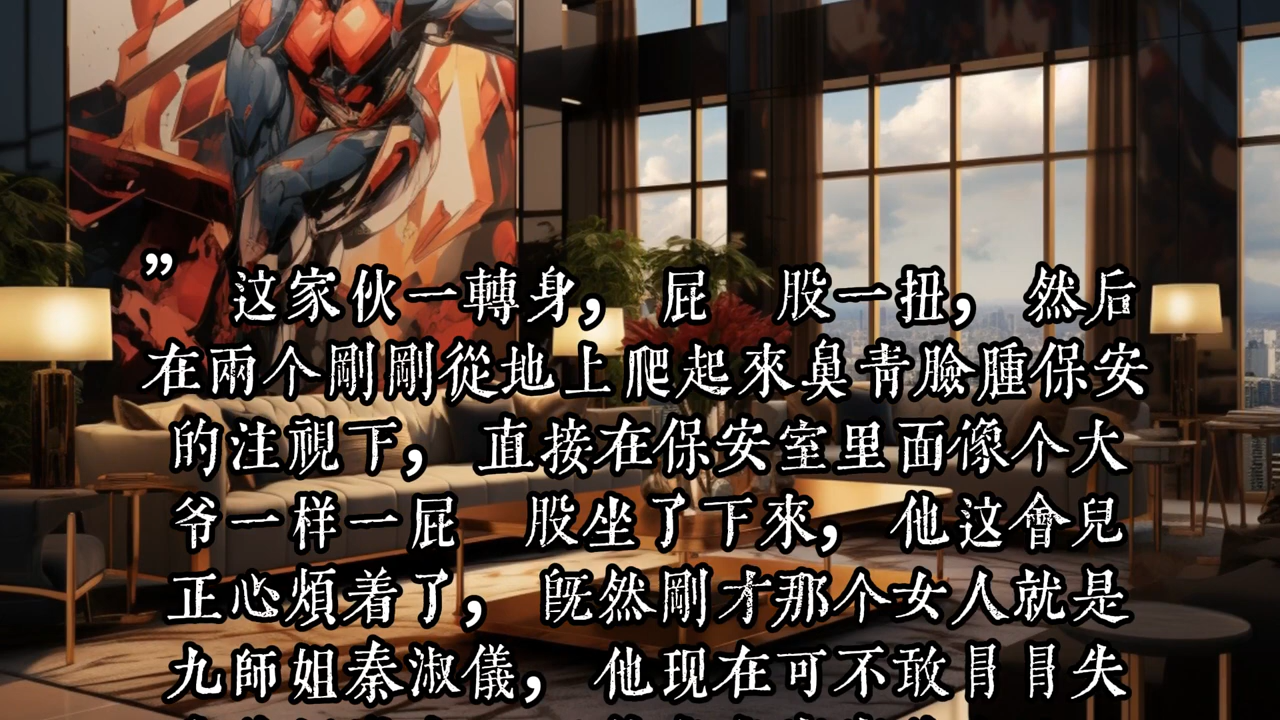 ” 这家伙一轉身， 屁 股一扭， 然后
在兩个剛剛從地上爬起來鼻青臉腫保安
的注視下， 直接在保安室里面像个大
爷一样一屁 股坐了下來， 他这會兒
正心煩着了， 既然剛才那个女人就是
九師姐秦淑儀， 他现在可不敢冐冐失